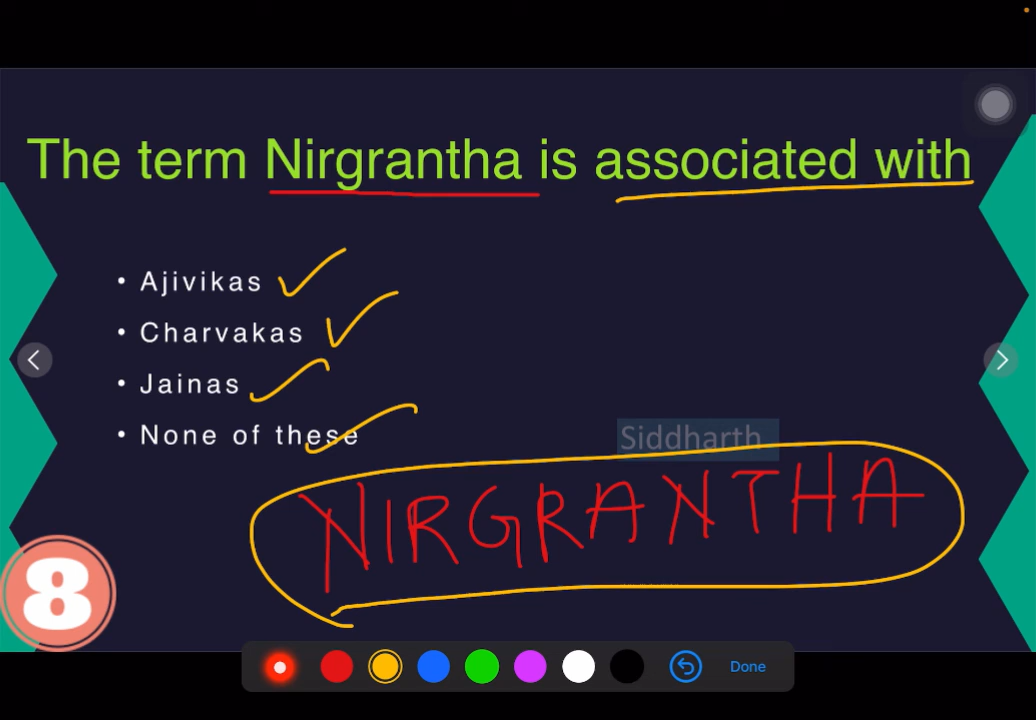 The term Nirgrantha is associated with
• Ajivikas
• Charvakas
• Jainas
• None of these
Siddharth
NIRGRANTHA
8
Done